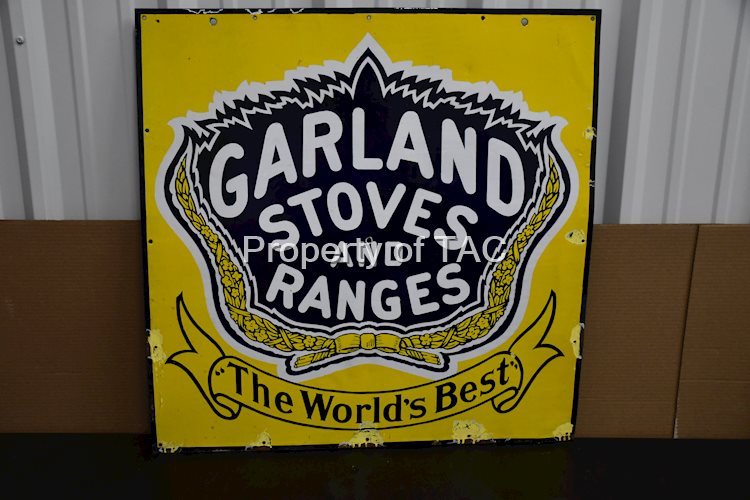 GARLAND
STOVES
AND
RANGES
Property of TAC
"The World's Best"